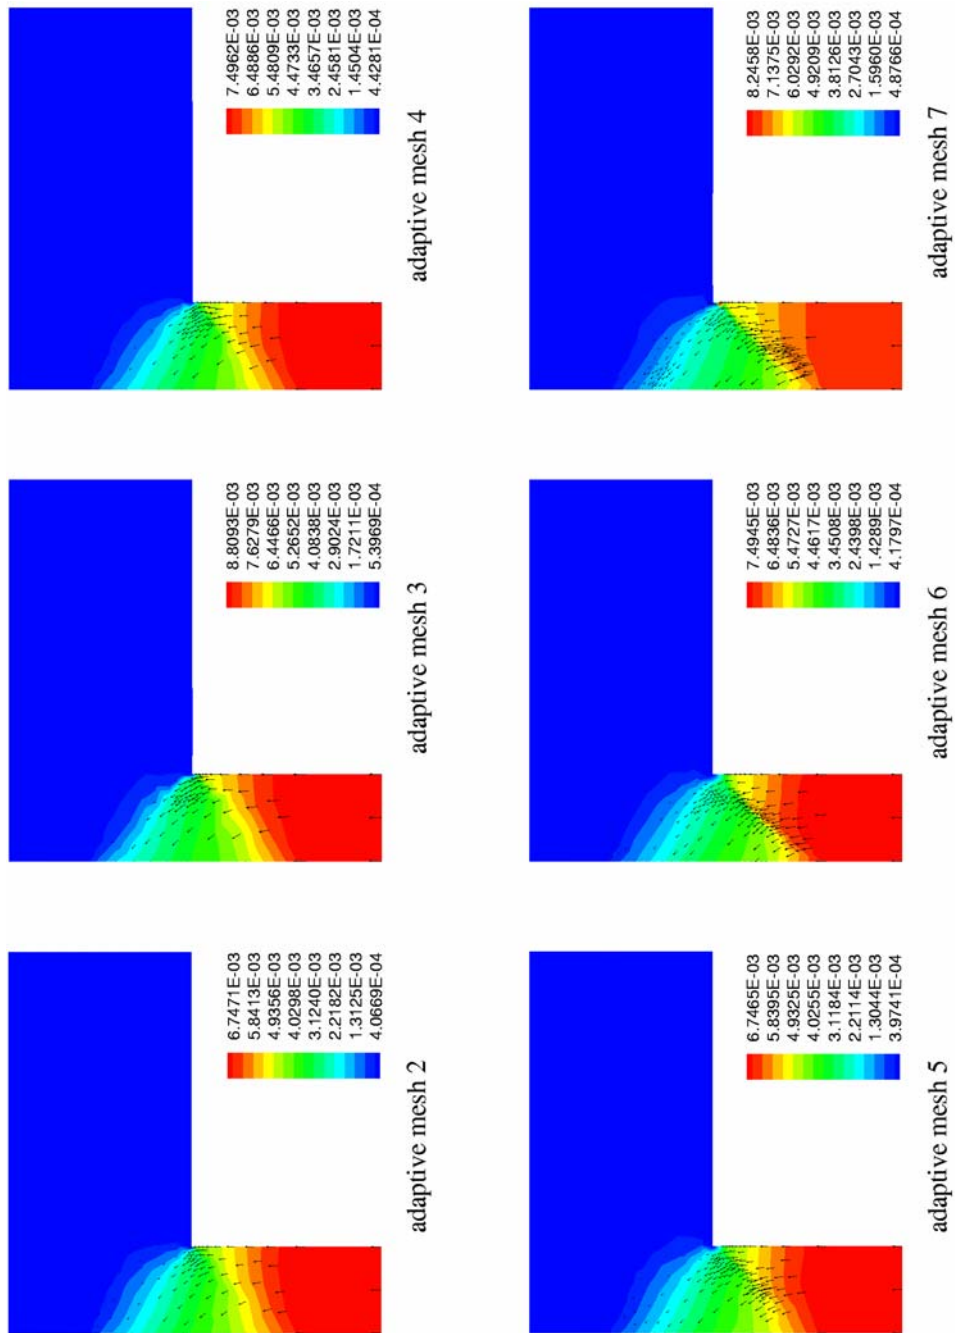 7.4962E-03
6.4886E-03
5.4809E-03
4.4733E-03
3.4657E-03
2.4581E-03
1.4504E-03
4.4281E-04
adaptive mesh 4
8.2458E-03
7.1375E-03
6.0292E-03
4.9209E-03
3.8126E-03
2.7043E-03
1.5960E-03
4.8766E-04
adaptive mesh 7
8.8093E-03
7.6279E-03
6.4466E-03
5.2652E-03
4.0838E-03
2.9024E-03
1.7211E-03
5.3969E-04
adaptive mesh 3
7.4945E-03
6.4836E-03
5.4727E-03
4.4617E-03
3.4508E-03
2.4398E-03
1.4289E-03
4.1797E-04
adaptive mesh 6
6.7471E-03
5.8413E-03
4.9356E-03
4.0298E-03
3.1240E-03
2.2182E-03
1.3125E-03
4.0669E-04
adaptive mesh 2
6.7465E-03
5.8395E-03
4.9325E-03
4.0255E-03
3.1184E-03
2.2114E-03
1.3044E-03
3.9741E-04
adaptive mesh 5